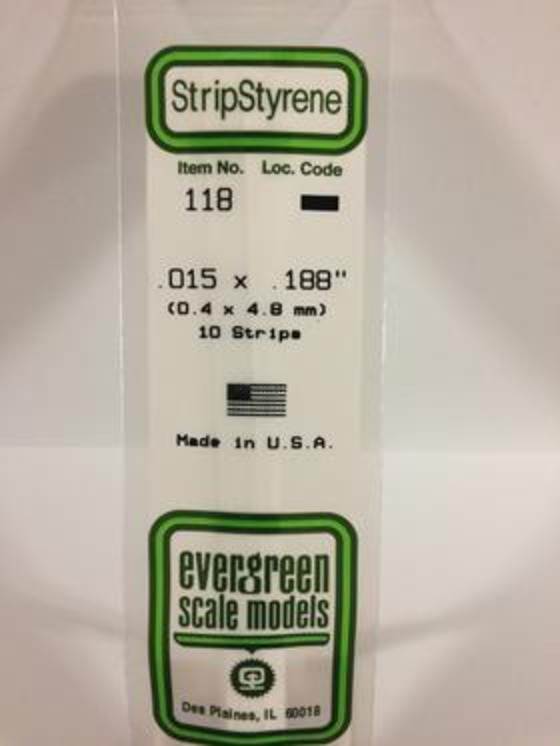 StripStyrene
Item No. Loc. Code
118
.015 x .188"
(0.4 x 4.8 mm)
10 Strips
Made in U.S.A.
evergreen
scale models
Des Plaines, IL 60018